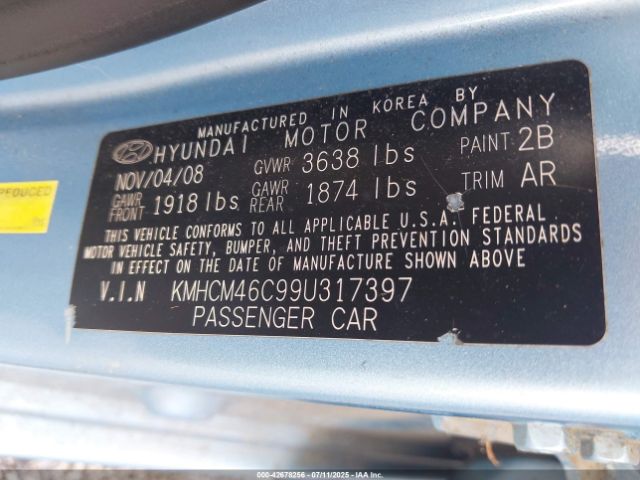 MANUFACTURED IN KOREA BY
HYUNDAI MOTOR COMPANY
NOV/04/08 GVWR 3638 lbs PAINT 2B
GAWR FRONT 1918 lbs GAWR REAR 1874 lbs TRIM AR
THIS VEHICLE CONFORMS TO ALL APPLICABLE U.S.A. FEDERAL
MOTOR VEHICLE SAFETY, BUMPER, AND THEFT PREVENTION STANDARDS
IN EFFECT ON THE DATE OF MANUFACTURE SHOWN ABOVE
V.I.N KMHCM46C99U317397
PASSENGER CAR
REDUCED
000-42678256 - 07/11/2025 - IAAI.COM